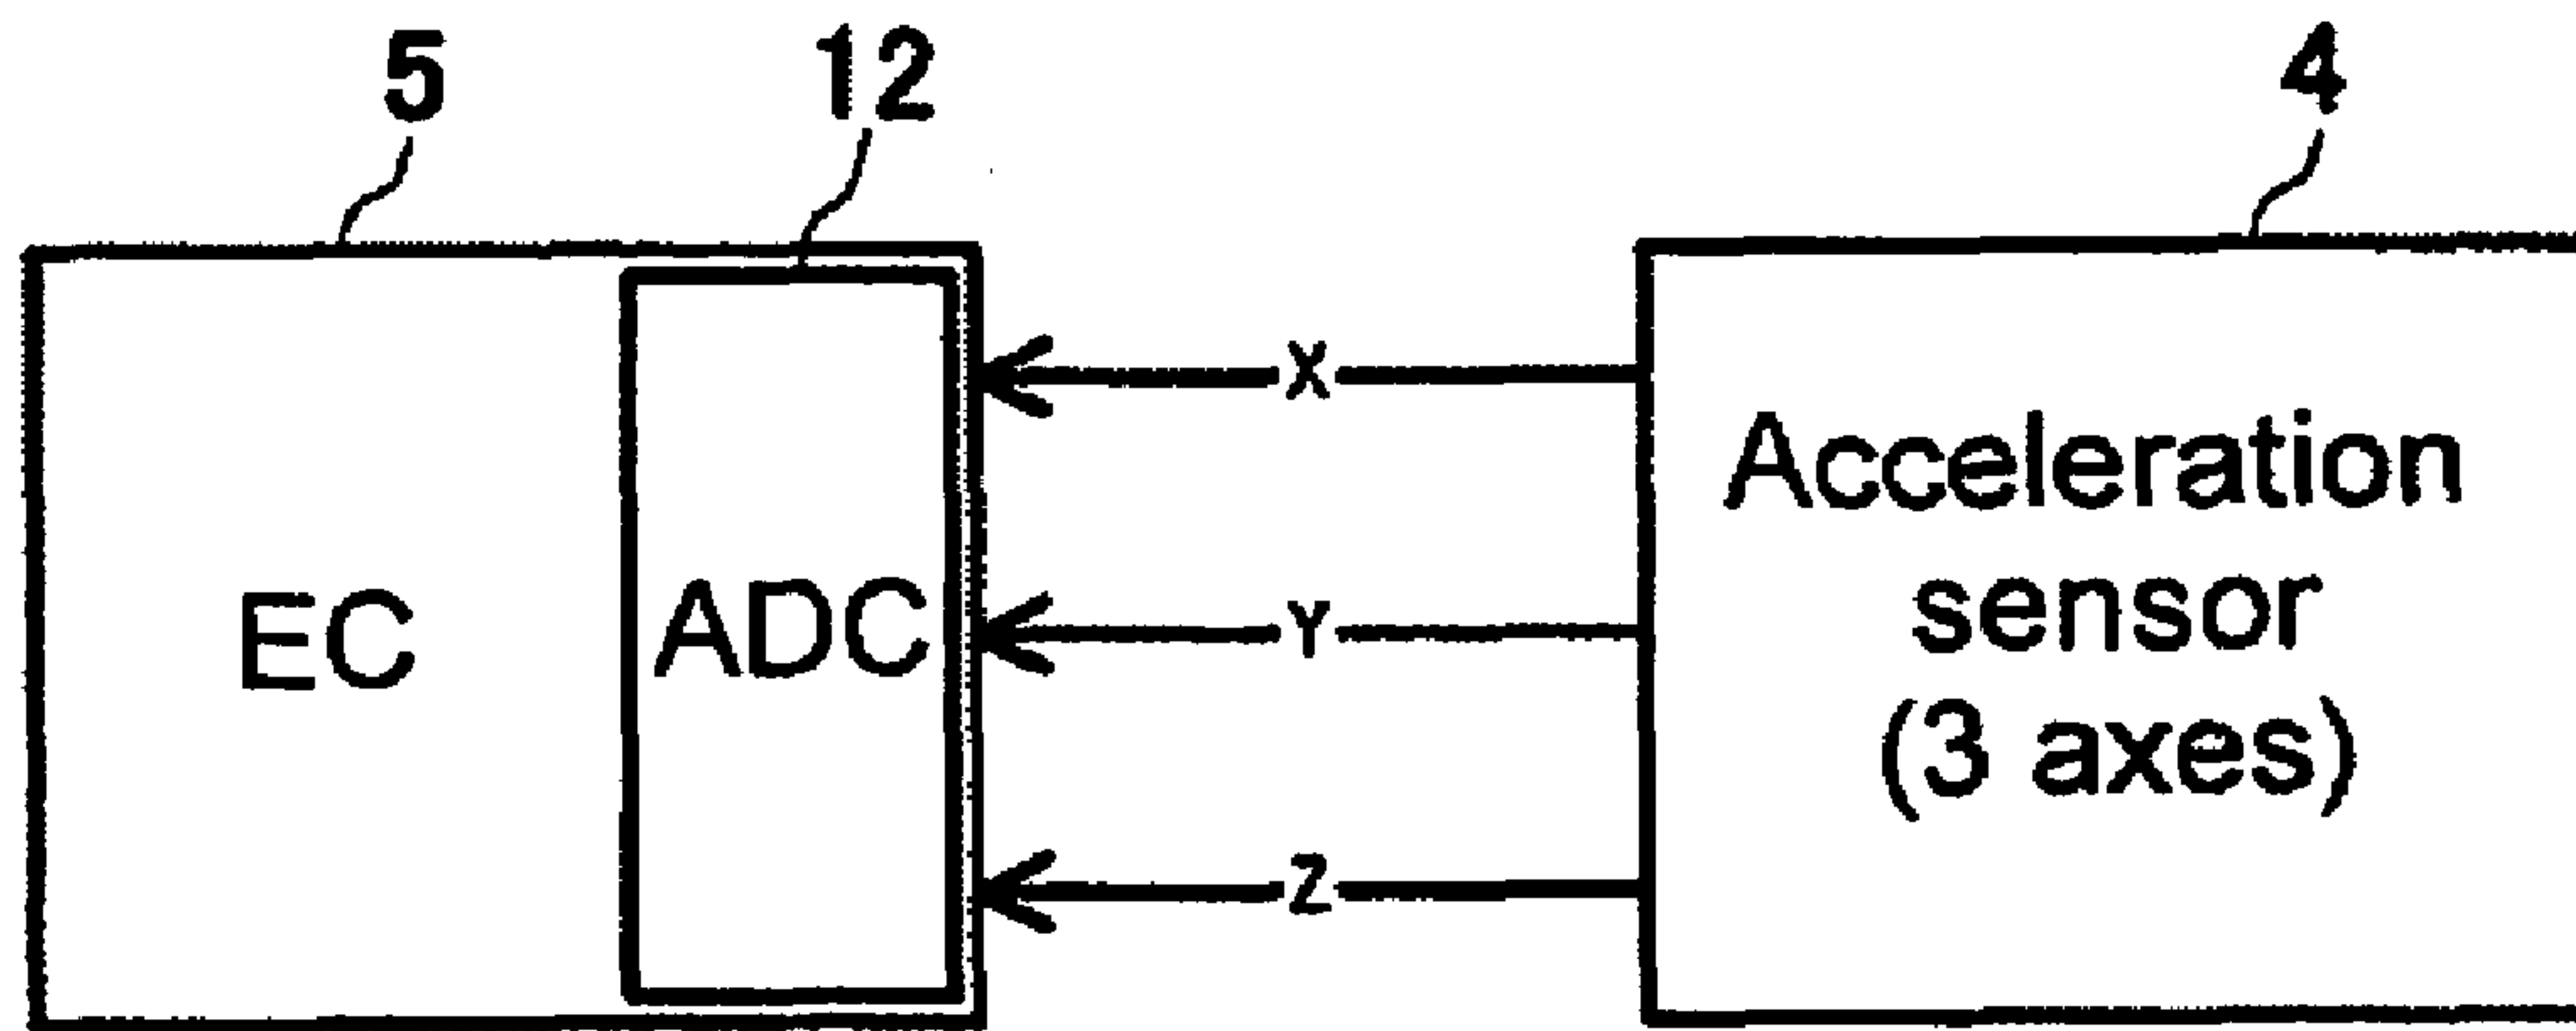 5
12
4
X
Acceleration
sensor
(3 axes)
EC
ADC
Y
Z